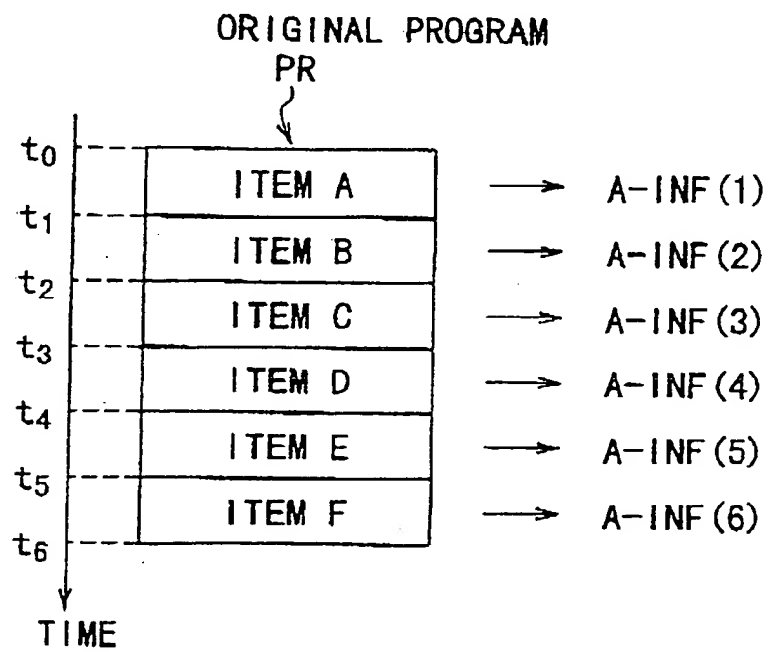 ORIGINAL PROGRAM
PR
t0
ITEM A → A-INF(1)
t1
ITEM B → A-INF(2)
t2
ITEM C → A-INF(3)
t3
ITEM D → A-INF(4)
t4
ITEM E → A-INF(5)
t5
ITEM F → A-INF(6)
t6
TIME